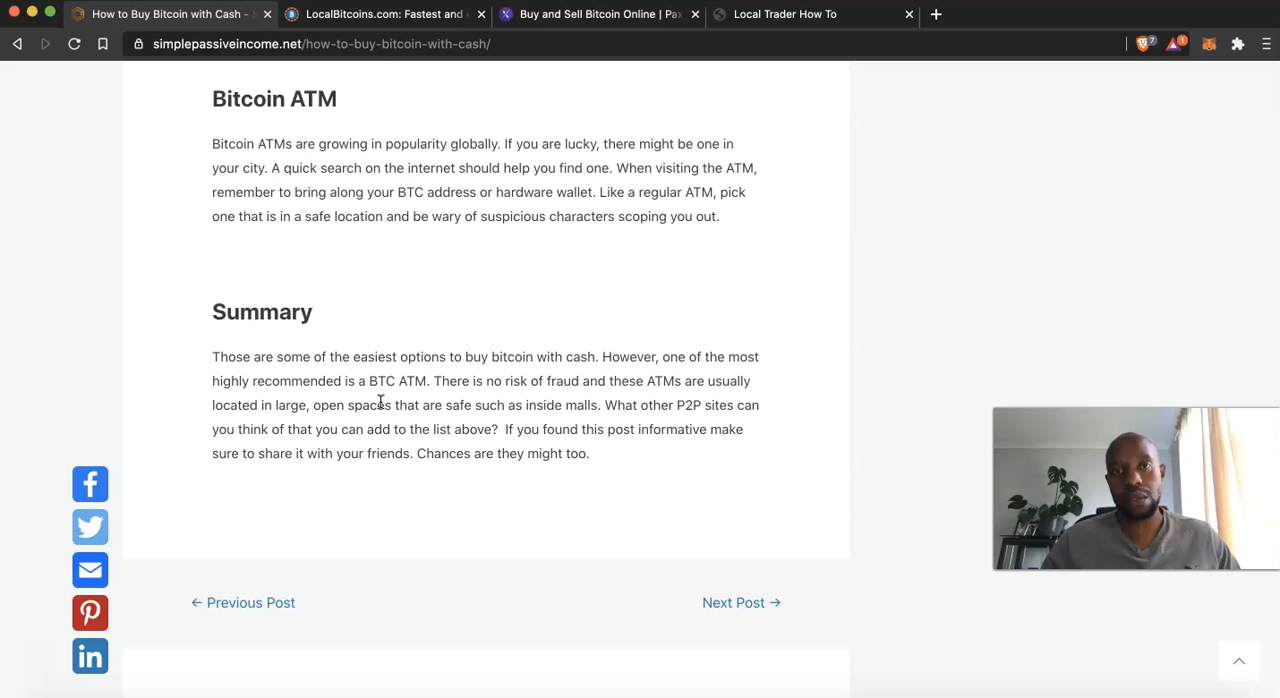 How to Buy Bitcoin with Cash -
LocalBitcoins.com: Fastest and
Buy and Sell Bitcoin Online | Pax
Local Trader How To
simplepassiveincome.net/how-to-buy-bitcoin-with-cash/
7
1
Bitcoin ATM
Bitcoin ATMs are growing in popularity globally. If you are lucky, there might be one in
your city. A quick search on the internet should help you find one. When visiting the ATM,
remember to bring along your BTC address or hardware wallet. Like a regular ATM, pick
one that is in a safe location and be wary of suspicious characters scoping you out.
Summary
Those are some of the easiest options to buy bitcoin with cash. However, one of the most
highly recommended is a BTC ATM. There is no risk of fraud and these ATMs are usually
located in large, open spaces that are safe such as inside malls. What other P2P sites can
you think of that you can add to the list above? If you found this post informative make
sure to share it with your friends. Chances are they might too.
← Previous Post
Next Post →